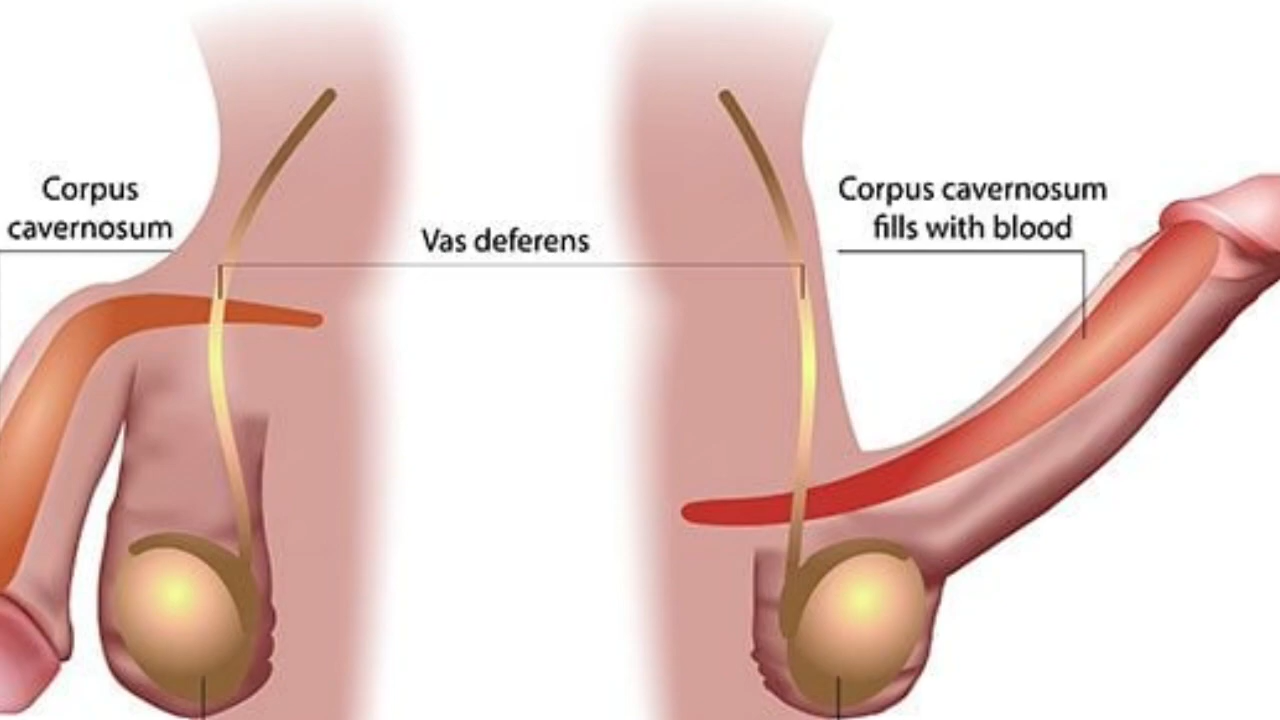 Corpus
cavernosum
Vas deferens
Corpus cavernosum
fills with blood